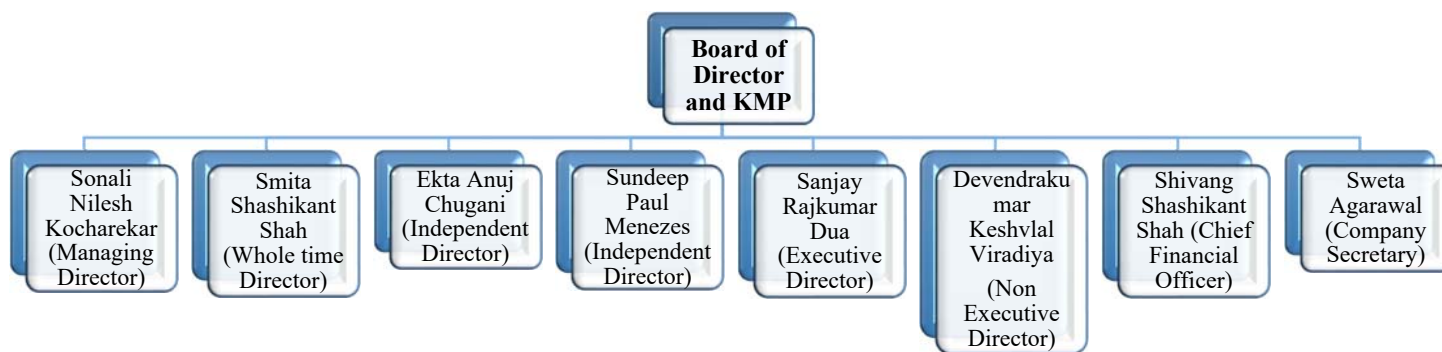 Board of
Director
and KMP
Sonali
Nilesh
Kocharekar
(Managing
Director)
Smita
Shashikant
Shah
(Whole time
Director)
Ekta Anuj
Chugani
(Independent
Director)
Sundeep
Paul
Menezes
(Independent
Director)
Sanjay
Rajkumar
Dua
(Executive
Director)
Devendraku
mar
Keshvlal
Viradiya
(Non
Executive
Director)
Shivang
Shashikant
Shah (Chief
Financial
Officer)
Sweta
Agarawal
(Company
Secretary)